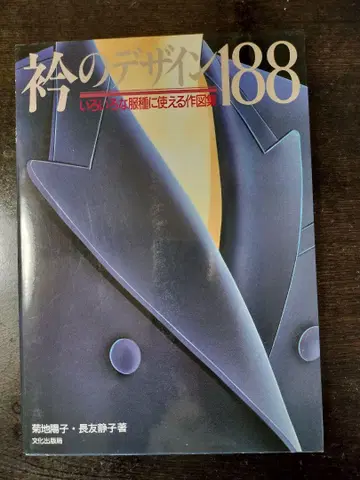 衿のデザイン188
いろいろな服種に使える作図集
菊地陽子・長友静子著
文化出版局